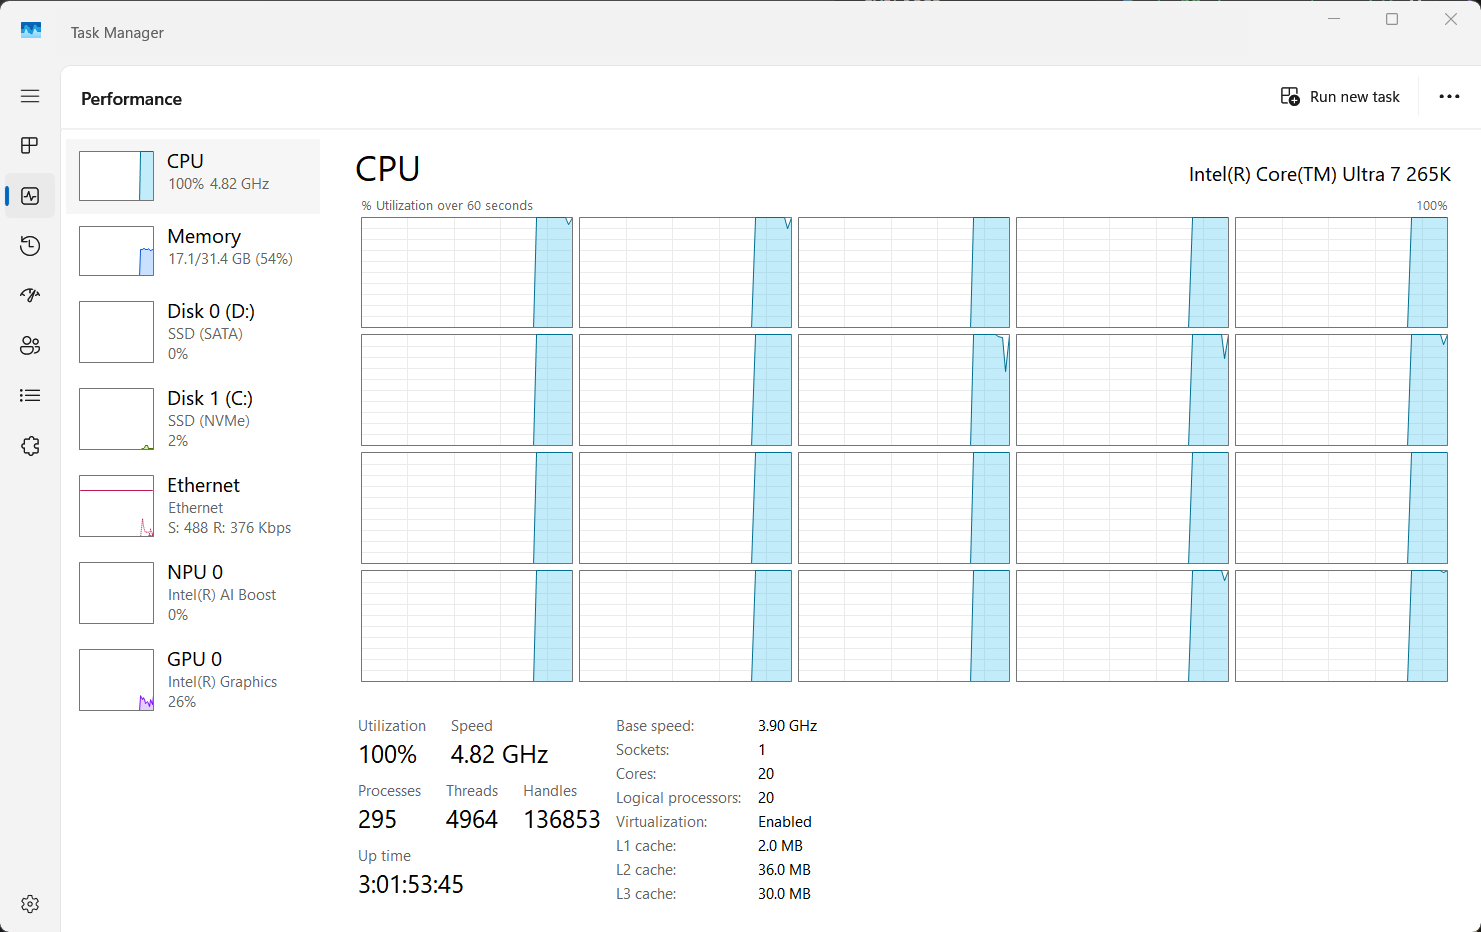 Task Manager
Performance
Run new task
CPU
100% 4.82 GHz
Memory
17.1/31.4 GB (54%)
Disk 0 (D:)
SSD (SATA)
0%
Disk 1 (C:)
SSD (NVMe)
2%
Ethernet
Ethernet
S: 488 R: 376 Kbps
NPU 0
Intel(R) AI Boost
0%
GPU 0
Intel(R) Graphics
26%
CPU
Intel(R) Core(TM) Ultra 7 265K
% Utilization over 60 seconds
100%
Utilization Speed
100% 4.82 GHz
Processes Threads Handles
295 4964 136853
Up time
3:01:53:45
Base speed: 3.90 GHz
Sockets: 1
Cores: 20
Logical processors: 20
Virtualization: Enabled
L1 cache: 2.0 MB
L2 cache: 36.0 MB
L3 cache: 30.0 MB